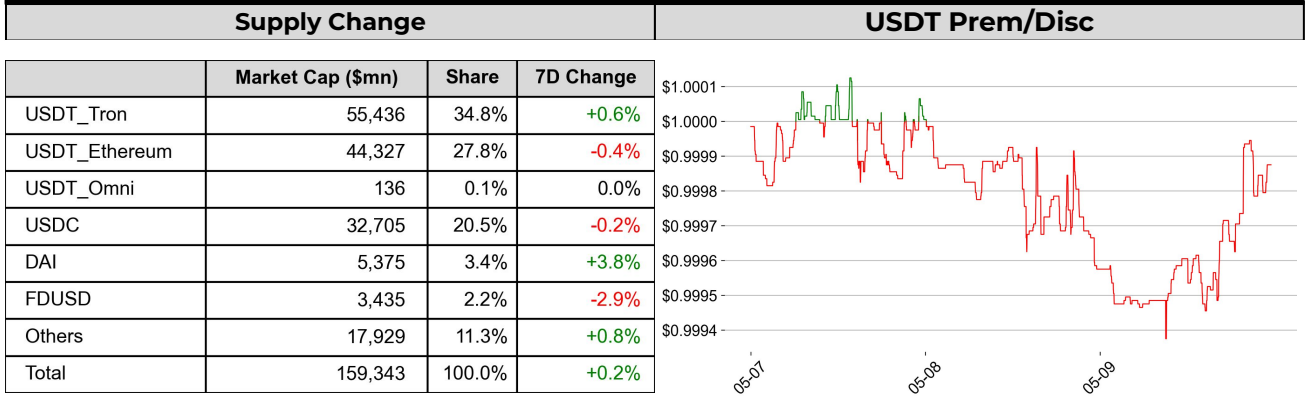 Supply Change
Market Cap ($mn) Share 7D Change
USDT_Tron 55,436 34.8% +0.6%
USDT_Ethereum 44,327 27.8% -0.4%
USDT_Omni 136 0.1% 0.0%
USDC 32,705 20.5% -0.2%
DAI 5,375 3.4% +3.8%
FDUSD 3,435 2.2% -2.9%
Others 17,929 11.3% +0.8%
Total 159,343 100.0% +0.2%
USDT Prem/Disc
$1.0001
$1.0000
$0.9999
$0.9998
$0.9997
$0.9996
$0.9995
$0.9994
05-07 05-08 05-09